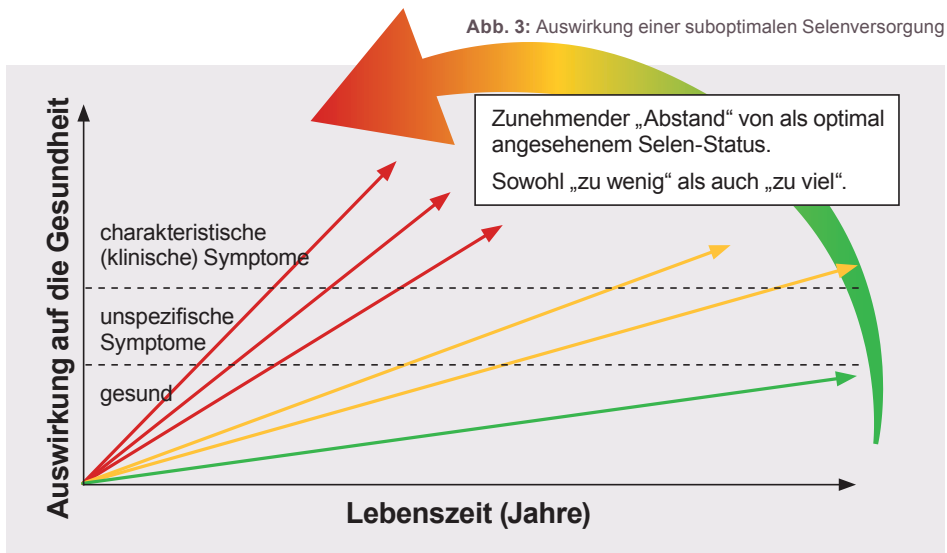 Abb. 3: Auswirkung einer suboptimalen Selenversorgung
Zunehmender „Abstand“ von als optimal
angesehenem Selen-Status.
Sowohl „zu wenig“ als auch „zu viel“.
Auswirkung auf die Gesundheit
charakteristische
(klinische) Symptome
unspezifische
Symptome
gesund
Lebenszeit (Jahre)